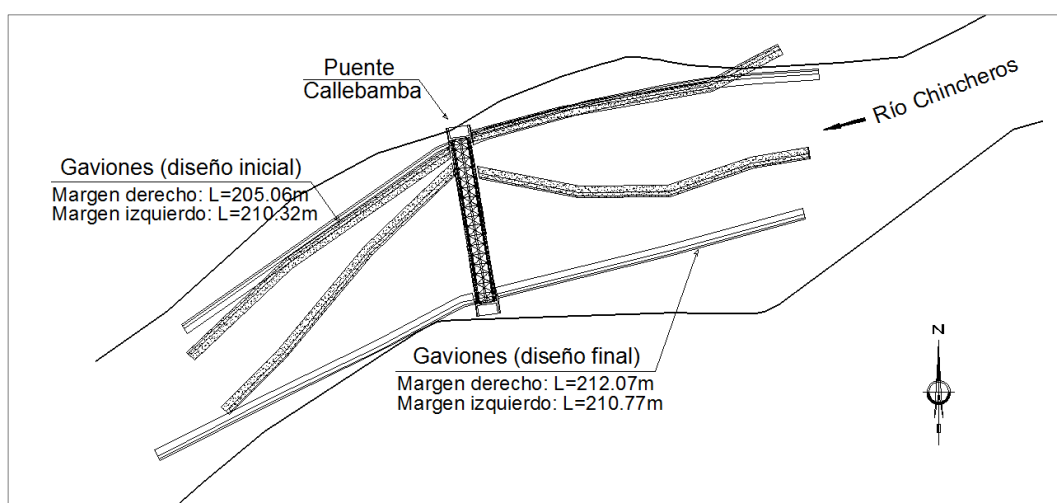 Puente
Callebamba
Río Chincheros
Gaviones (diseño inicial)
Margen derecho: L=205.06m
Margen izquierdo: L=210.32m
Gaviones (diseño final)
Margen derecho: L=212.07m
Margen izquierdo: L=210.77m
N